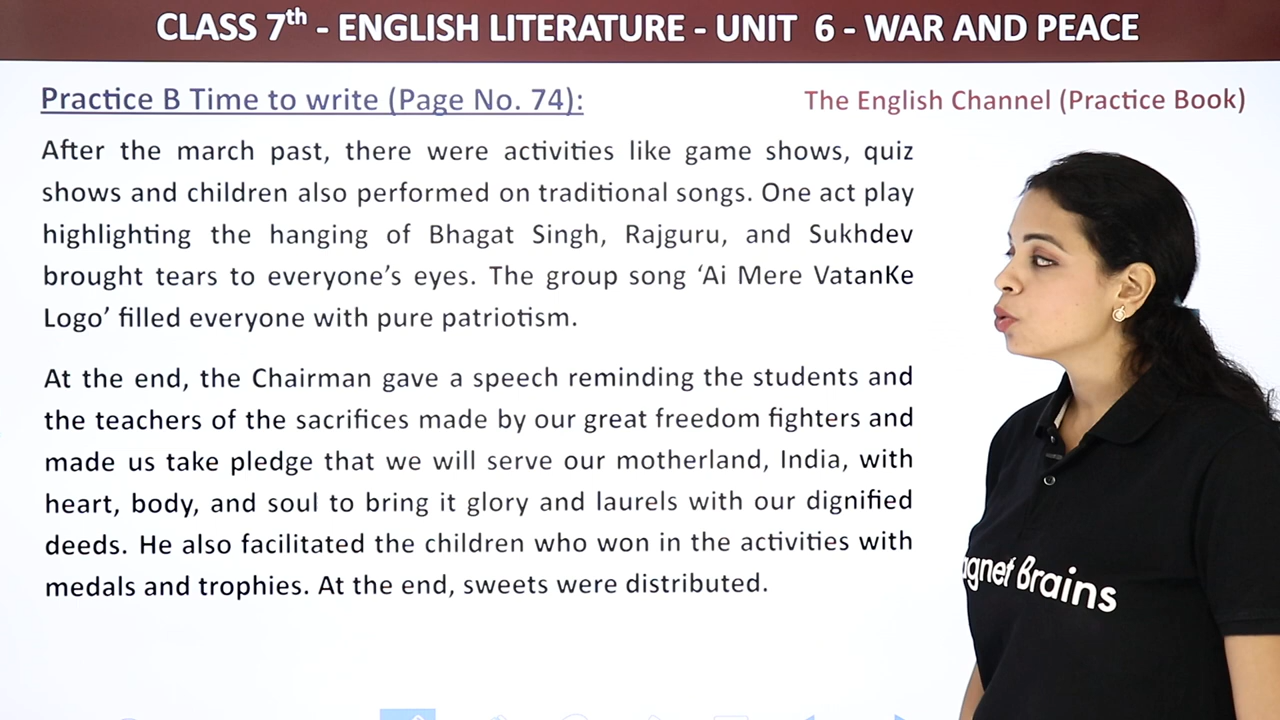 CLASS 7th - ENGLISH LITERATURE - UNIT 6 - WAR AND PEACE
Practice B Time to write (Page No. 74):
The English Channel (Practice Book)
After the march past, there were activities like game shows, quiz
shows and children also performed on traditional songs. One act play
highlighting the hanging of Bhagat Singh, Rajguru, and Sukhdev
brought tears to everyone's eyes. The group song ‘Ai Mere VatanKe
Logo’ filled everyone with pure patriotism.
At the end, the Chairman gave a speech reminding the students and
the teachers of the sacrifices made by our great freedom fighters and
made us take pledge that we will serve our motherland, India, with
heart, body, and soul to bring it glory and laurels with our dignified
deeds. He also facilitated the children who won in the activities with
medals and trophies. At the end, sweets were distributed.
agnet Brains